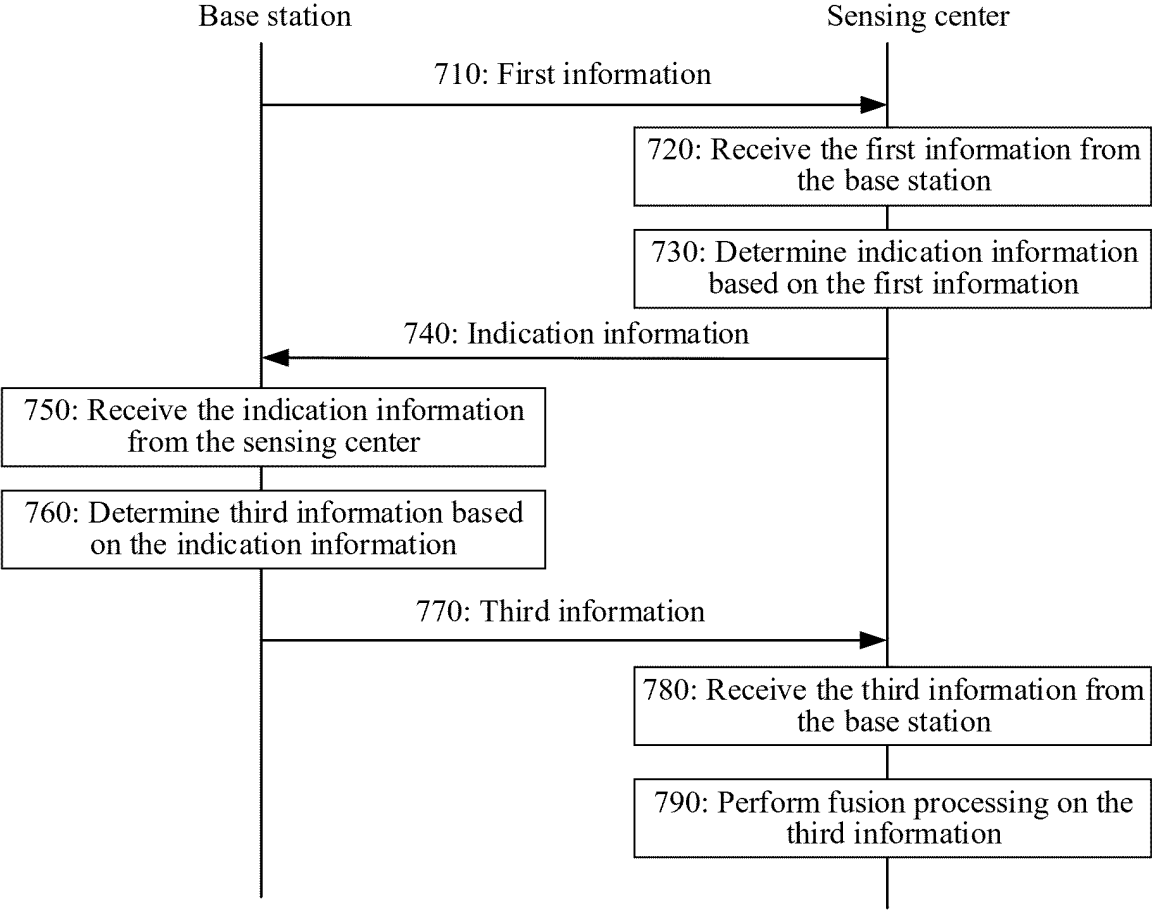 Base station
Sensing center
710: First information
720: Receive the first information from
the base station
730: Determine indication information
based on the first information
740: Indication information
750: Receive the indication information
from the sensing center
760: Determine third information based
on the indication information
770: Third information
780: Receive the third information from
the base station
790: Perform fusion processing on the
third information